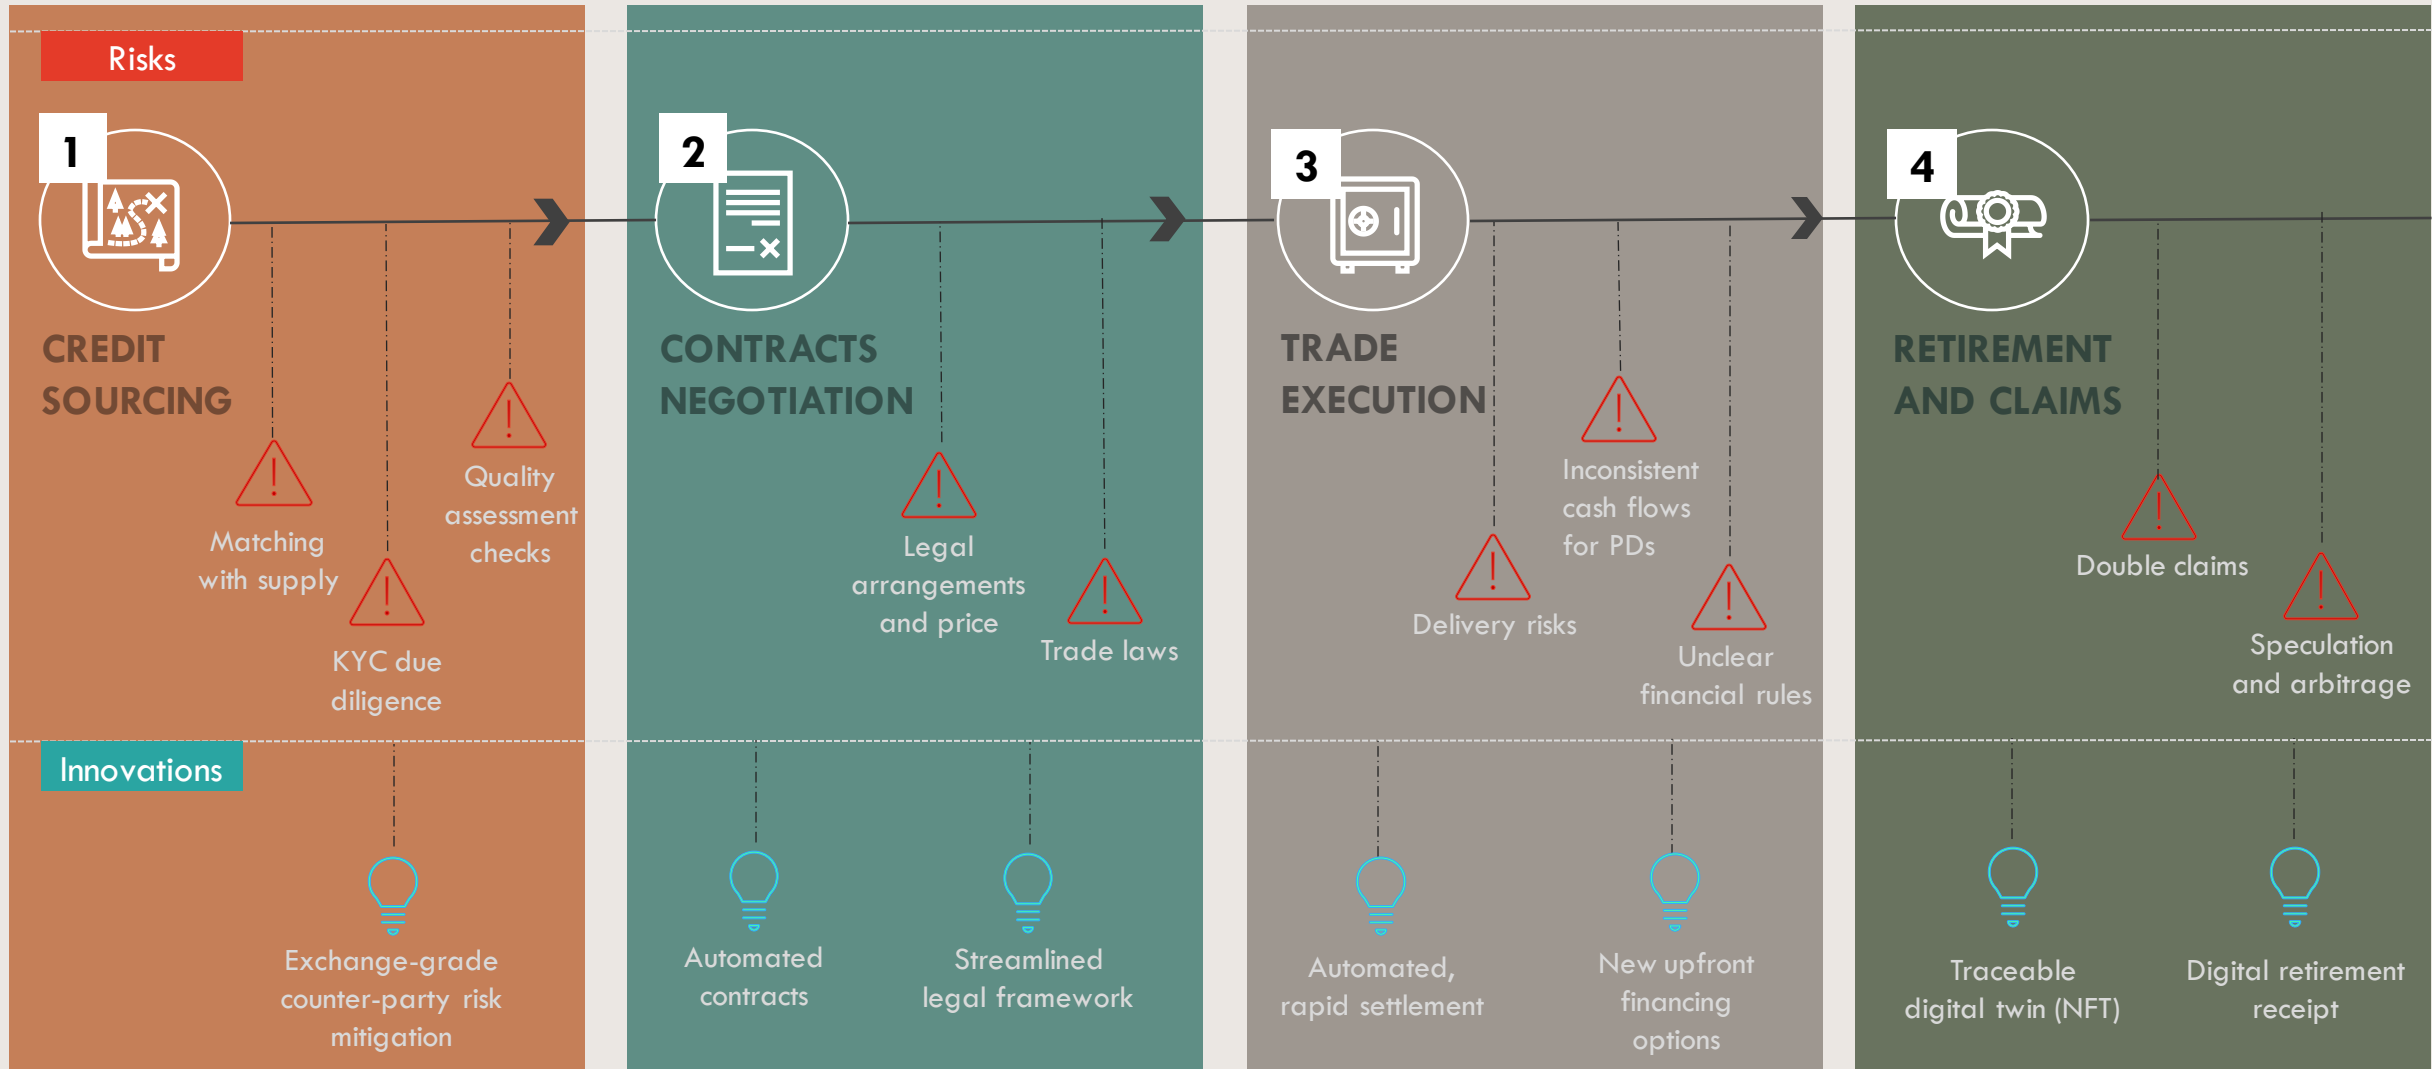 Risks
1
CREDIT
SOURCING
Matching
with supply
KYC due
diligence
Quality
assessment
checks
2
CONTRACTS
NEGOTIATION
Legal
arrangements
and price
Trade laws
3
TRADE
EXECUTION
Delivery risks
Inconsistent
cash flows
for PDs
Unclear
financial rules
4
RETIREMENT
AND CLAIMS
Double claims
Speculation
and arbitrage
Innovations
Exchange-grade
counter-party risk
mitigation
Automated
contracts
Streamlined
legal framework
Automated,
rapid settlement
New upfront
financing
options
Traceable
digital twin (NFT)
Digital retirement
receipt